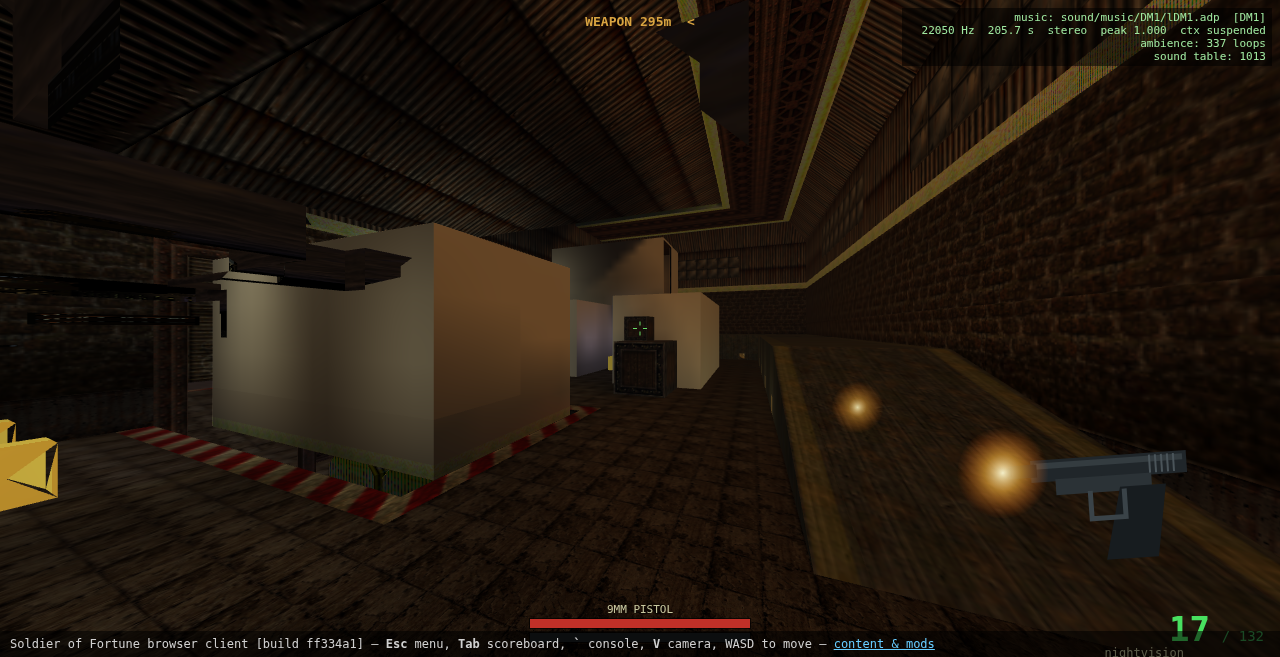 WEAPON 295m <
music: sound/music/DM1/lDM1.adp [DM1]
22050 Hz 205.7 s stereo peak 1.000 ctx suspended
ambience: 337 loops
sound table: 1013
9MM PISTOL
17 / 132
Soldier of Fortune browser client [build ff334a1] — Esc menu, Tab scoreboard, ` console, V camera, WASD to move — content & mods
nightvision